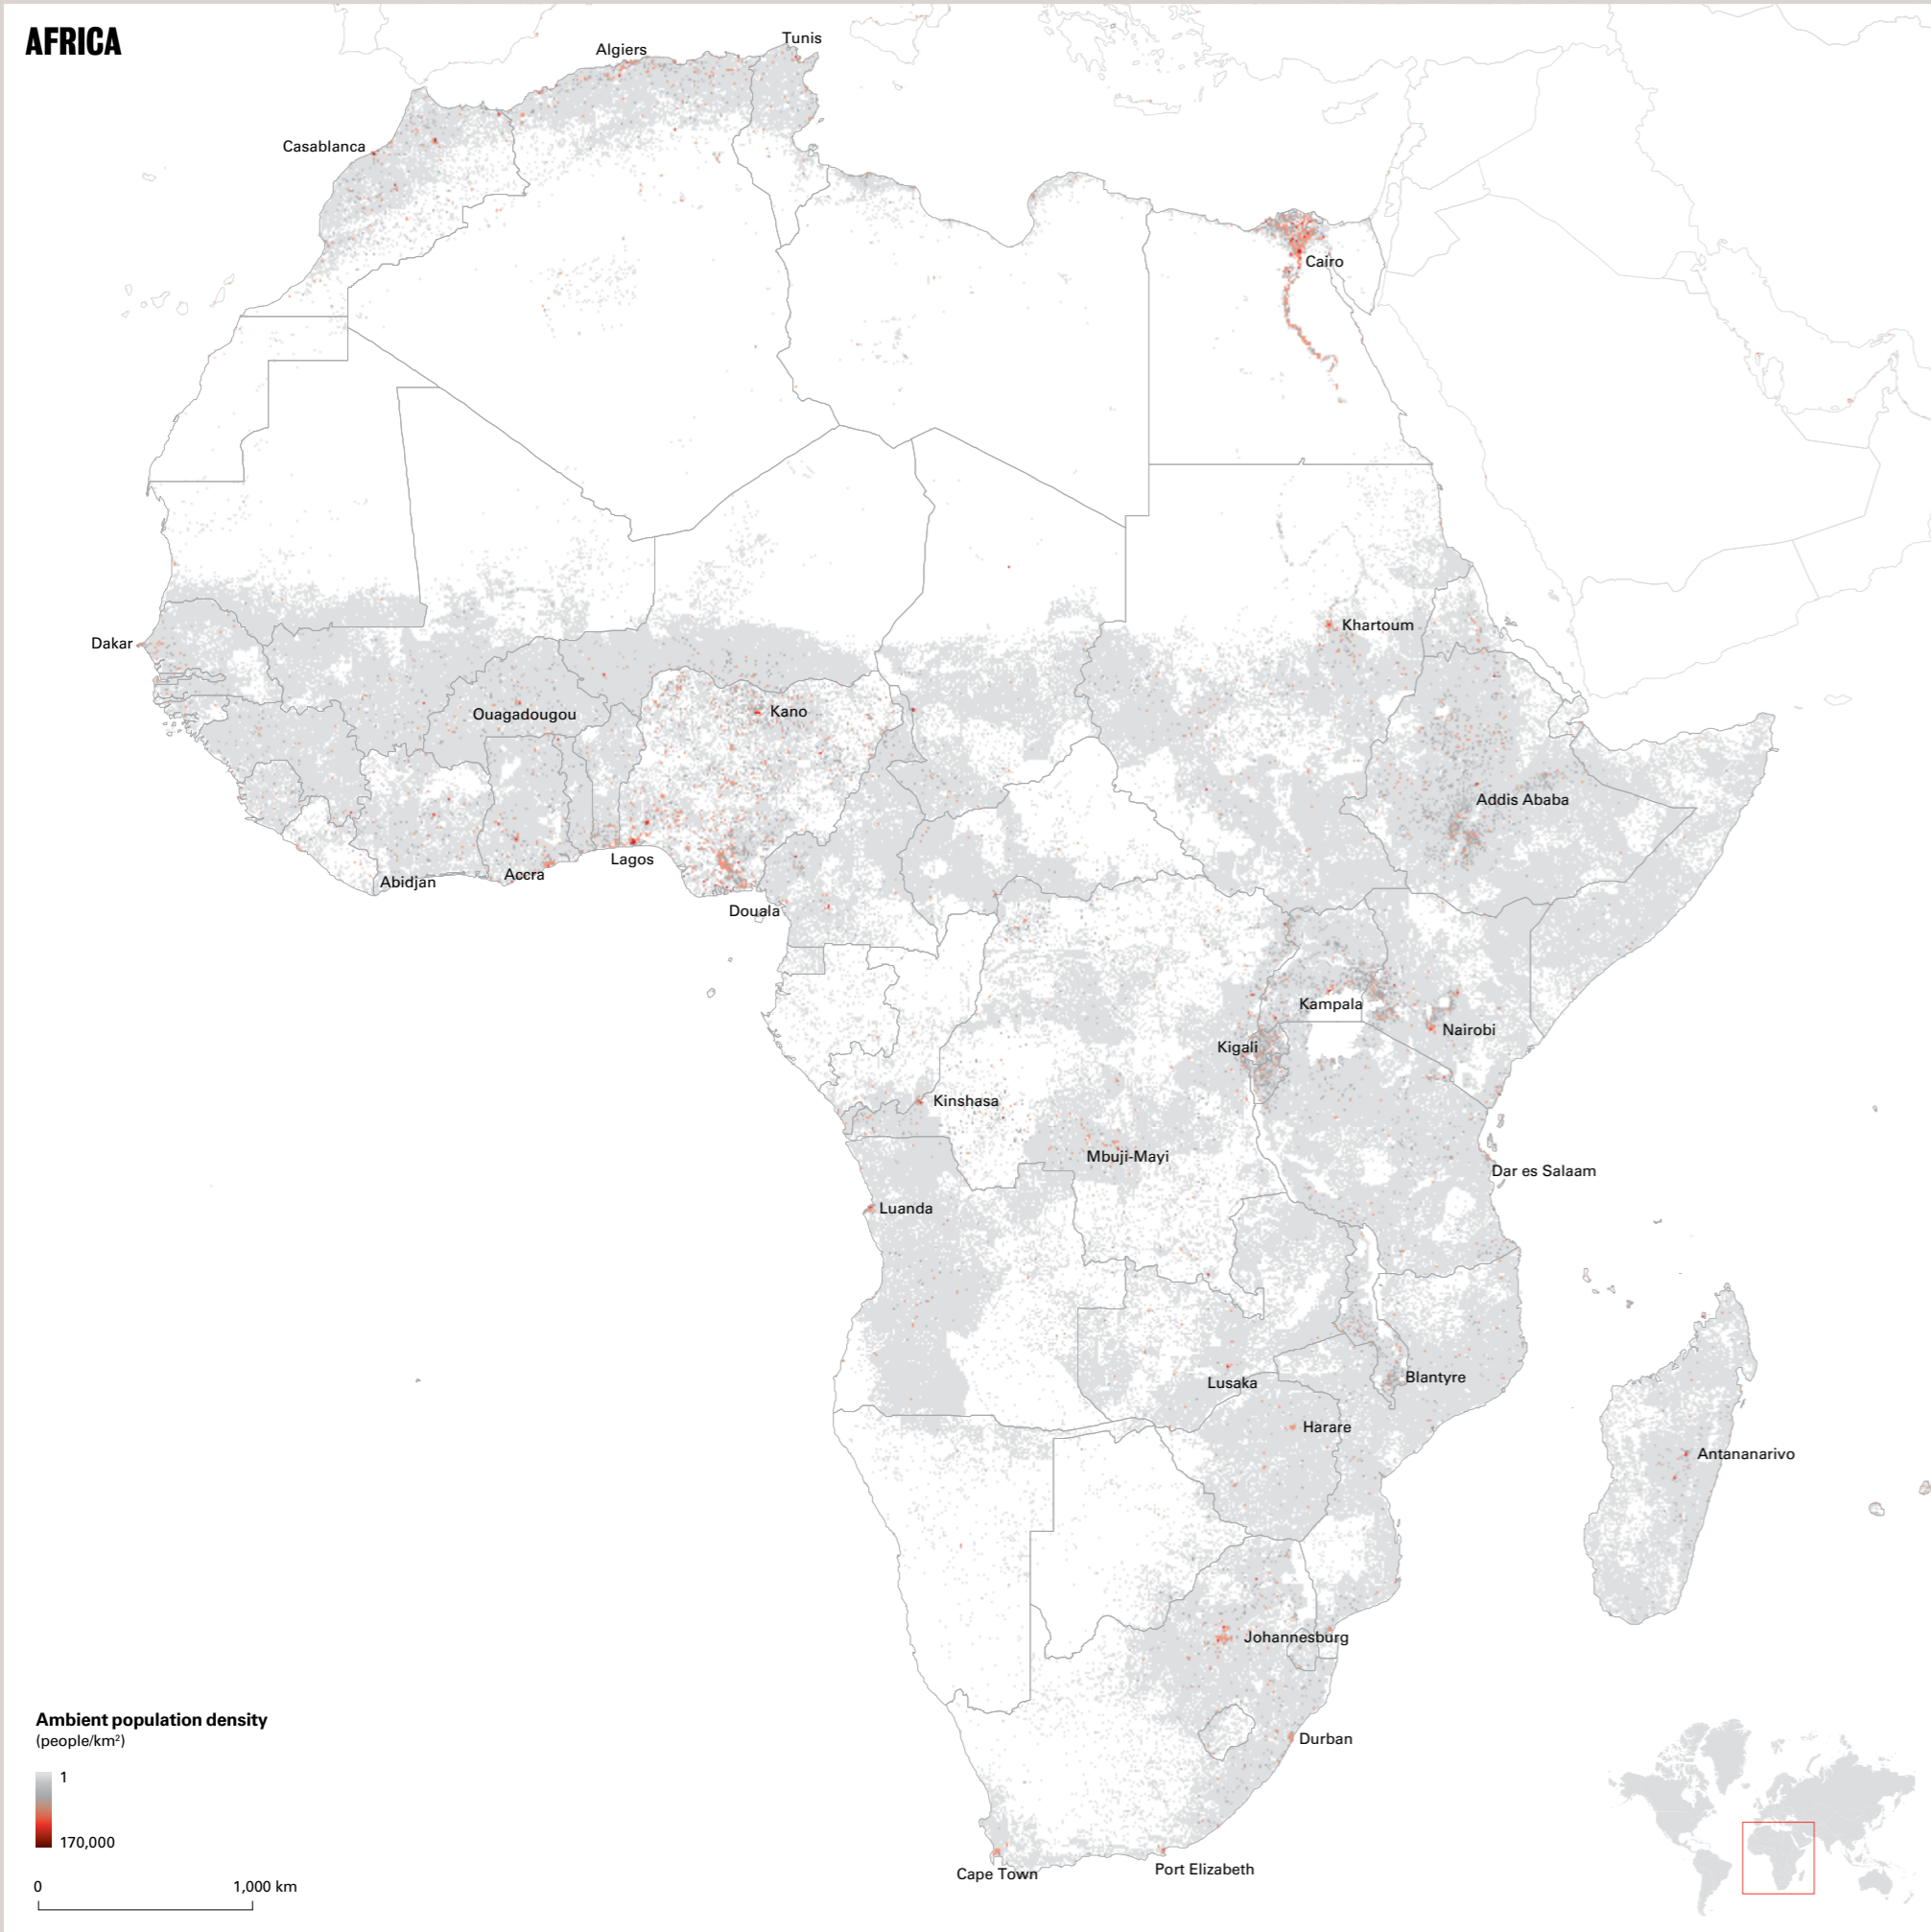 AFRICA
Tunis
Algiers
Casablanca
Cairo
Dakar
Khartoum
Ouagadougou
Kano
Addis Ababa
Lagos
Accra
Abidjan
Douala
Kampala
Nairobi
Kigali
Kinshasa
Mbuji-Mayi
Dar es Salaam
Luanda
Blantyre
Lusaka
Harare
Antananarivo
Johannesburg
Durban
Port Elizabeth
Cape Town
Ambient population density
(people/km²)
1
170,000
0 1,000 km